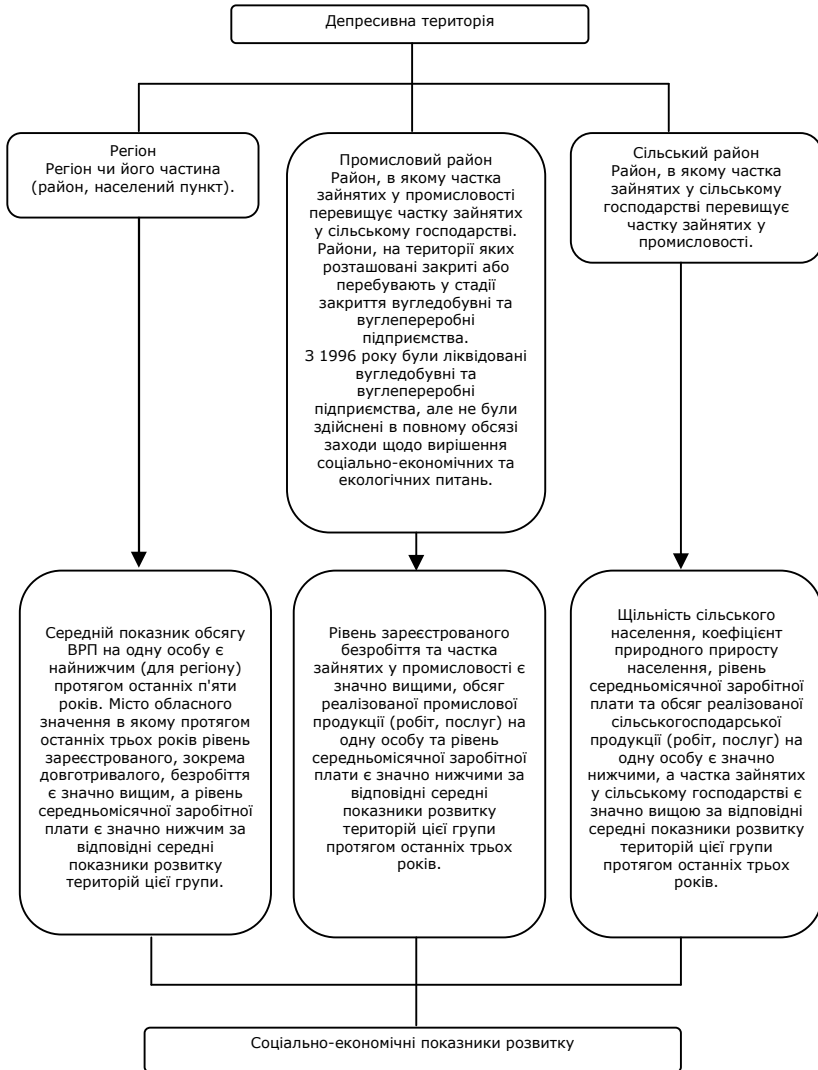 Депресивна територія
Регіон
Регіон чи його частина
(район, населений пункт).
Промисловий район
Район, в якому частка
зайнятих у промисловості
перевищує частку зайнятих
у сільському господарстві.
Райони, на території яких
розташовані закриті або
перебувають у стадії
закриття вугледобувні та
вуглепереробні
підприємства.
З 1996 року були ліквідовані
вугледобувні та
вуглепереробні
підприємства, але не були
здійснені в повному обсязі
заходи щодо вирішення
соціально-економічних та
екологічних питань.
Сільський район
Район, в якому частка
зайнятих у сільському
господарстві перевищує
частку зайнятих у
промисловості.
Середній показник обсягу
ВРП на одну особу є
найнижчим (для регіону)
протягом останніх п'яти
років. Місто обласного
значення в якому протягом
останніх трьох років рівень
зареєстрованого, зокрема
довготривалого, безробіття
є значно вищим, а рівень
середньомісячної заробітної
плати є значно нижчим за
відповідні середні
показники розвитку
територій цієї групи.
Рівень зареєстрованого
безробіття та частка
зайнятих у промисловості є
значно вищими, обсяг
реалізованої промислової
продукції (робіт, послуг) на
одну особу та рівень
середньомісячної заробітної
плати є значно нижчими за
відповідні середні
показники розвитку
територій цієї групи
протягом останніх трьох
років.
Щільність сільського
населення, коефіцієнт
природного приросту
населення, рівень
середньомісячної заробітної
плати та обсяг реалізованої
сільськогосподарської
продукції (робіт, послуг) на
одну особу є значно
нижчими, а частка зайнятих
у сільському господарстві є
значно вищою за відповідні
середні показники розвитку
територій цієї групи
протягом останніх трьох
років.
Соціально-економічні показники розвитку